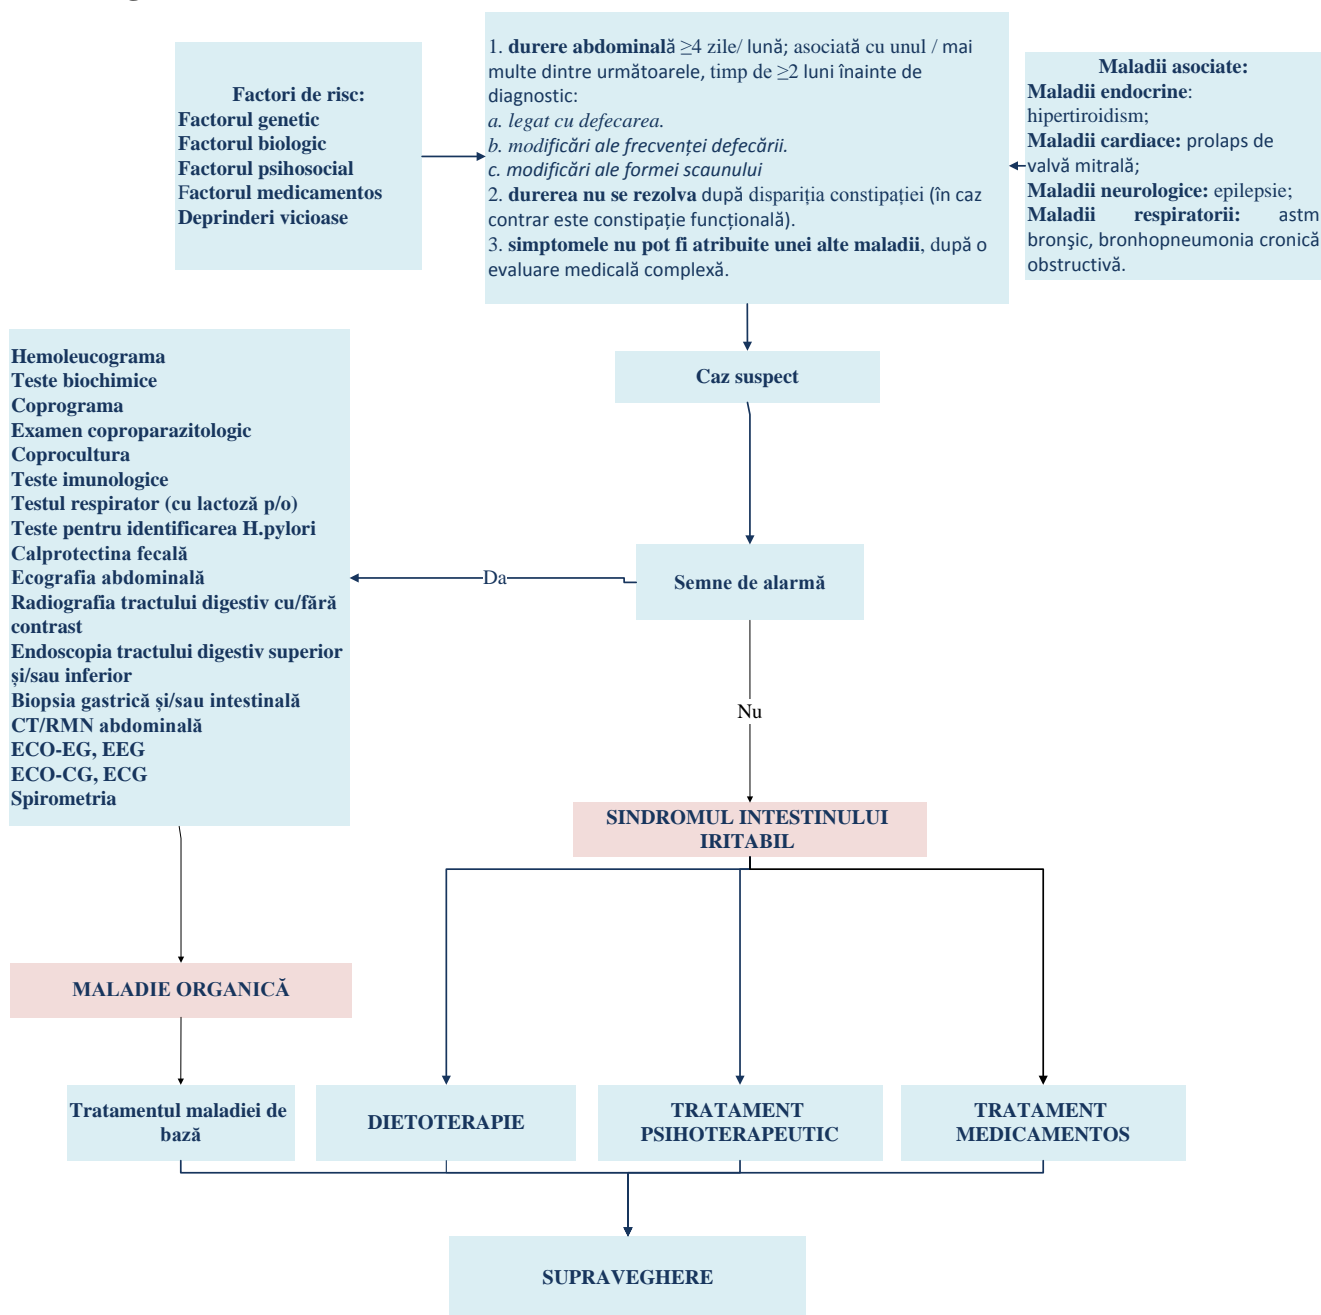 Factori de risc:
Factorul genetic
Factorul biologic
Factorul psihosocial
Factorul medicamentos
Deprinderi vicioase
1. durere abdominală ≥4 zile/ lună; asociată cu unul / mai
multe dintre următoarele, timp de ≥2 luni înainte de
diagnostic:
a. legat cu defecarea.
b. modificări ale frecvenței defecării.
c. modificări ale formei scaunului
2. durerea nu se rezolva după dispariția constipației (în caz
contrar este constipație funcțională).
3. simptomele nu pot fi atribuite unei alte maladii, după o
evaluare medicală complexă.
Maladii asociate:
Maladii endocrine:
hipertiroidism;
Maladii cardiace: prolaps de
valvă mitrală;
Maladii neurologice: epilepsie;
Maladii respiratorii: astm
bronşic, bronhopneumonia cronică
obstructivă.
Caz suspect
Semne de alarmă
Da
Nu
Hemoleucograma
Teste biochimice
Coprograma
Examen coproparazitologic
Coprocultura
Teste imunologice
Testul respirator (cu lactoză p/o)
Teste pentru identificarea H.pylori
Calprotectina fecală
Ecografia abdominală
Radiografia tractului digestiv cu/fără
contrast
Endoscopia tractului digestiv superior
și/sau inferior
Biopsia gastrică și/sau intestinală
CT/RMN abdominală
ECO-EG, EEG
ECO-CG, ECG
Spirometria
SINDROMUL INTESTINULUI
IRITABIL
MALADIE ORGANICĂ
Tratamentul maladiei de
bază
DIETOTERAPIE
TRATAMENT
PSIHOTERAPEUTIC
TRATAMENT
MEDICAMENTOS
SUPRAVEGHERE